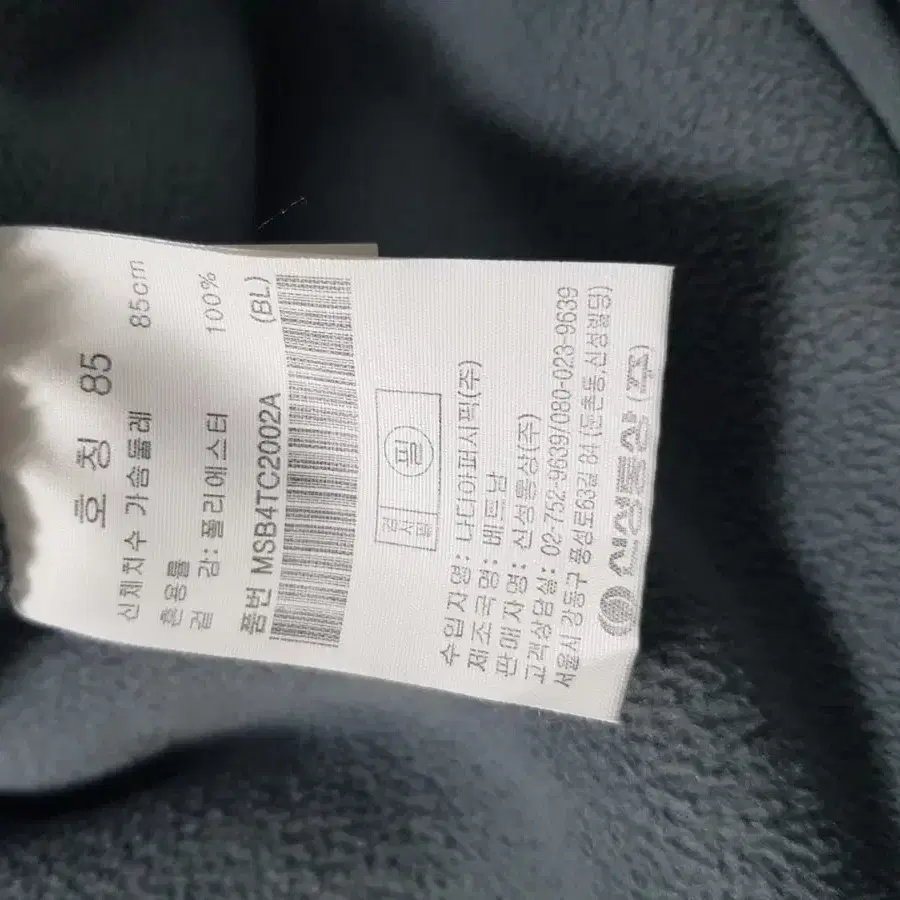 호칭 85
신체치수 가슴둘레 85cm
혼용률
겉 감:폴리에스터 100%
품번 MSB4TC2002A (BL)
검사필 필
수입자명: 나디아퍼시픽(주)
제조국명: 베트남
판매자명: 신성통상(주)
고객상담실: 02-752-9639/080-023-9639
서울시 강동구 풍성로63길 84 (둔촌동,신성빌딩)
신성통상(주)